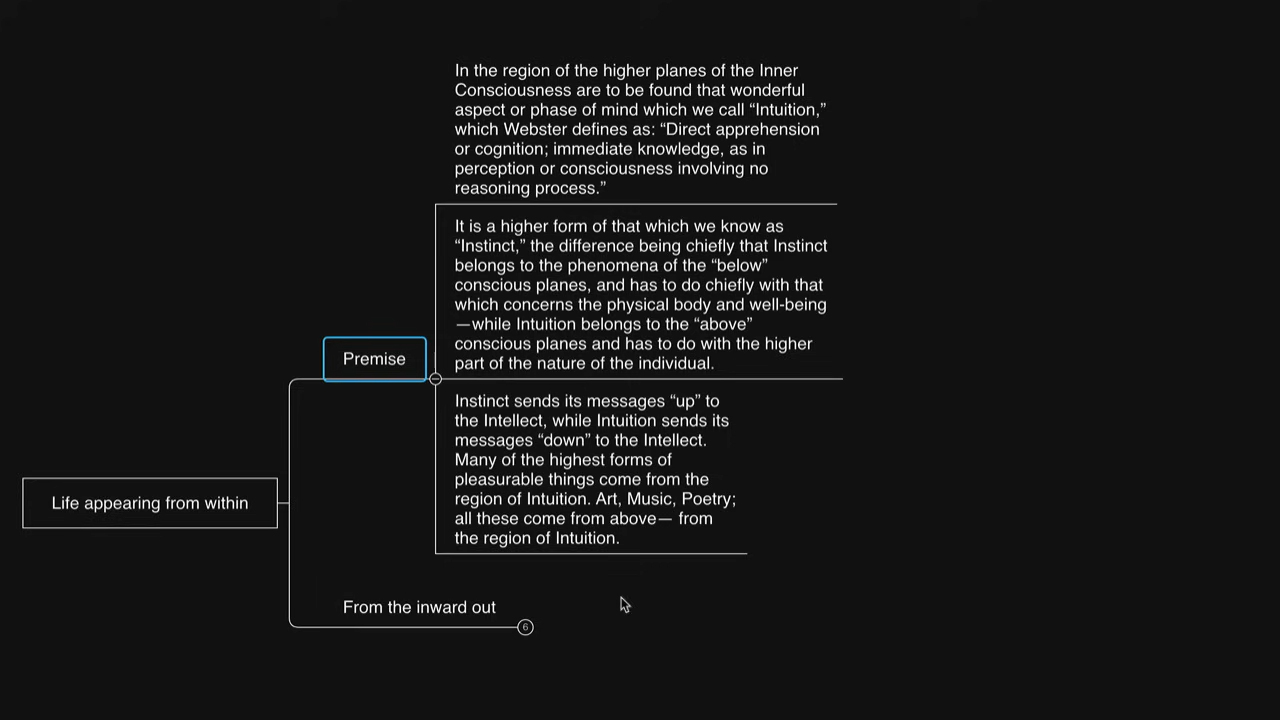 In the region of the higher planes of the Inner
Consciousness are to be found that wonderful
aspect or phase of mind which we call “Intuition,”
which Webster defines as: “Direct apprehension
or cognition; immediate knowledge, as in
perception or consciousness involving no
reasoning process.”
It is a higher form of that which we know as
“Instinct,” the difference being chiefly that Instinct
belongs to the phenomena of the “below”
conscious planes, and has to do chiefly with that
which concerns the physical body and well-being
—while Intuition belongs to the “above”
conscious planes and has to do with the higher
part of the nature of the individual.
Premise
Instinct sends its messages “up” to
the Intellect, while Intuition sends its
messages “down” to the Intellect.
Many of the highest forms of
pleasurable things come from the
region of Intuition. Art, Music, Poetry;
all these come from above— from
the region of Intuition.
Life appearing from within
From the inward out
6